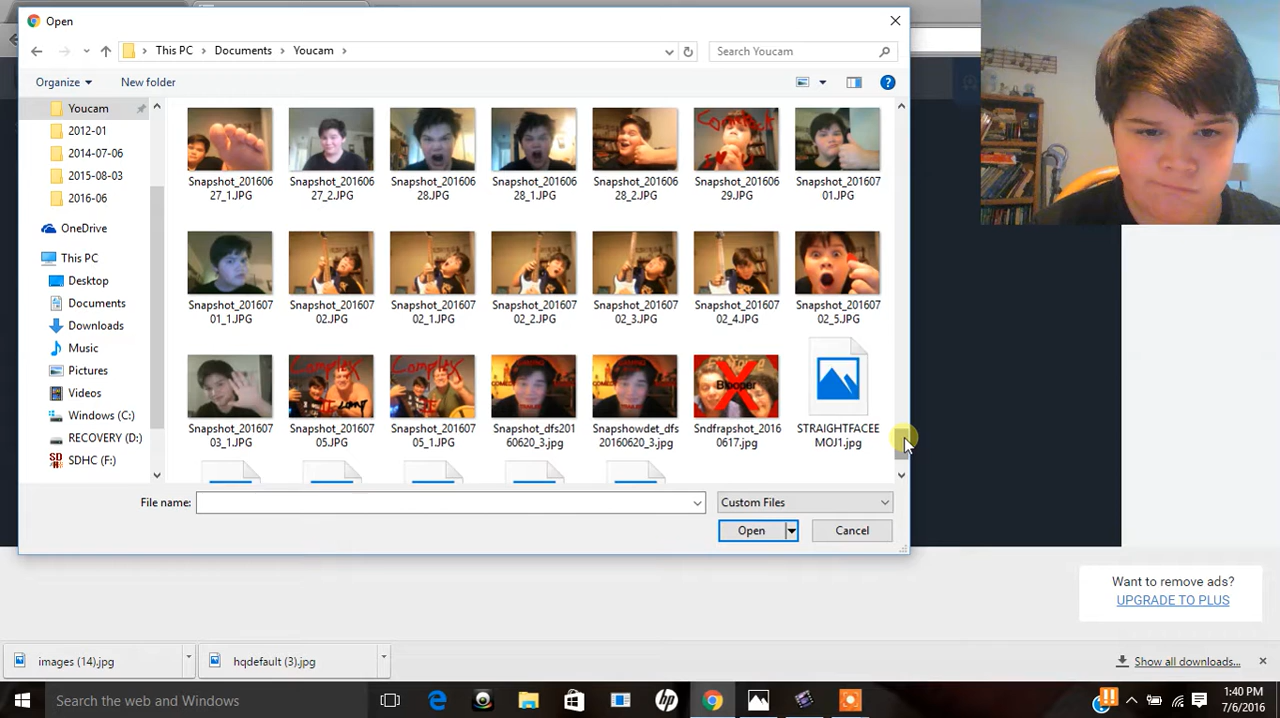 Open
This PC > Documents > Youcam >
Search Youcam
Organize
New folder
Youcam
2012-01
2014-07-06
2015-08-03
2016-06
OneDrive
This PC
Desktop
Documents
Downloads
Music
Pictures
Videos
Windows (C:)
RECOVERY (D:)
SDHC (F:)
Snapshot_201606
27_1.JPG
Snapshot_201606
27_2.JPG
Snapshot_201606
28.JPG
Snapshot_201606
28_1.JPG
Snapshot_201606
28_2.JPG
Snapshot_201606
29.JPG
Snapshot_201607
01.JPG
Snapshot_201607
01_1.JPG
Snapshot_201607
02.JPG
Snapshot_201607
02_1.JPG
Snapshot_201607
02_2.JPG
Snapshot_201607
02_3.JPG
Snapshot_201607
02_4.JPG
Snapshot_201607
02_5.JPG
Complex
Complex
Blooper
Snapshot_201607
03_1.JPG
Snapshot_201607
05.JPG
Snapshot_201607
05_1.JPG
Snapshot_dfs201
60620_3.jpg
Snapshowdet_dfs
20160620_3.jpg
Sndfrapshot_2016
0617.jpg
STRAIGHTFACEE
MOJ1.jpg
File name:
Custom Files
Open
Cancel
Want to remove ads?
UPGRADE TO PLUS
images (14).jpg
hqdefault (3).jpg
Show all downloads...
Search the web and Windows
1:40 PM
7/6/2016